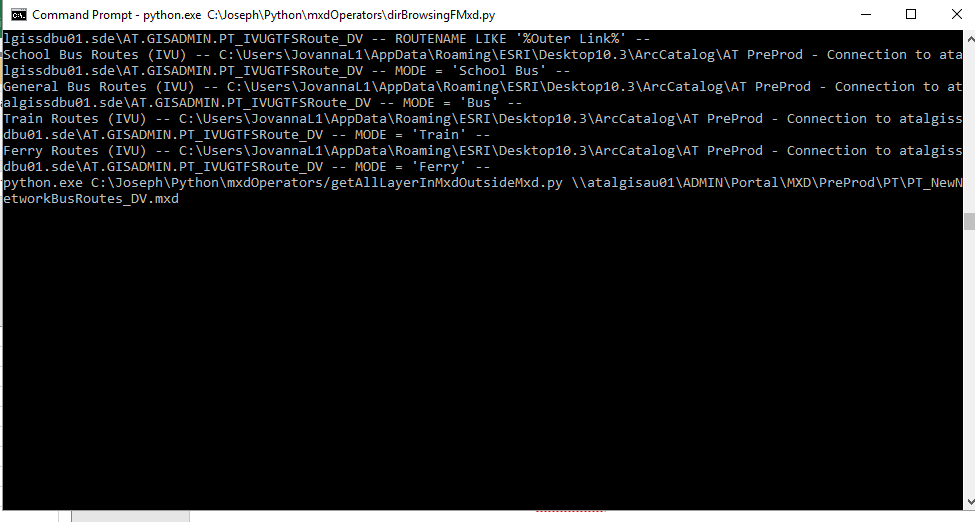 Command Prompt - python.exe C:\Joseph\Python\mxdOperators\dirBrowsingFMxd.py
lgissdbu01.sde\AT.GISADMIN.PT_IVUGTFSRoute_DV -- ROUTENAME LIKE '%Outer Link%' --
School Bus Routes (IVU) -- C:\Users\JovannaL1\AppData\Roaming\ESRI\Desktop10.3\ArcCatalog\AT PreProd - Connection to ata
lgissdbu01.sde\AT.GISADMIN.PT_IVUGTFSRoute_DV -- MODE = 'School Bus' --
General Bus Routes (IVU) -- C:\Users\JovannaL1\AppData\Roaming\ESRI\Desktop10.3\ArcCatalog\AT PreProd - Connection to at
algissdbu01.sde\AT.GISADMIN.PT_IVUGTFSRoute_DV -- MODE = 'Bus' --
Train Routes (IVU) -- C:\Users\JovannaL1\AppData\Roaming\ESRI\Desktop10.3\ArcCatalog\AT PreProd - Connection to atalgiss
dbu01.sde\AT.GISADMIN.PT_IVUGTFSRoute_DV -- MODE = 'Train' --
Ferry Routes (IVU) -- C:\Users\JovannaL1\AppData\Roaming\ESRI\Desktop10.3\ArcCatalog\AT PreProd - Connection to atalgiss
dbu01.sde\AT.GISADMIN.PT_IVUGTFSRoute_DV -- MODE = 'Ferry' --
python.exe C:\Joseph\Python\mxdOperators/getAllLayerInMxdOutsideMxd.py \\atalgisau01\ADMIN\Portal\MXD\PreProd\PT\PT_NewN
etworkBusRoutes_DV.mxd